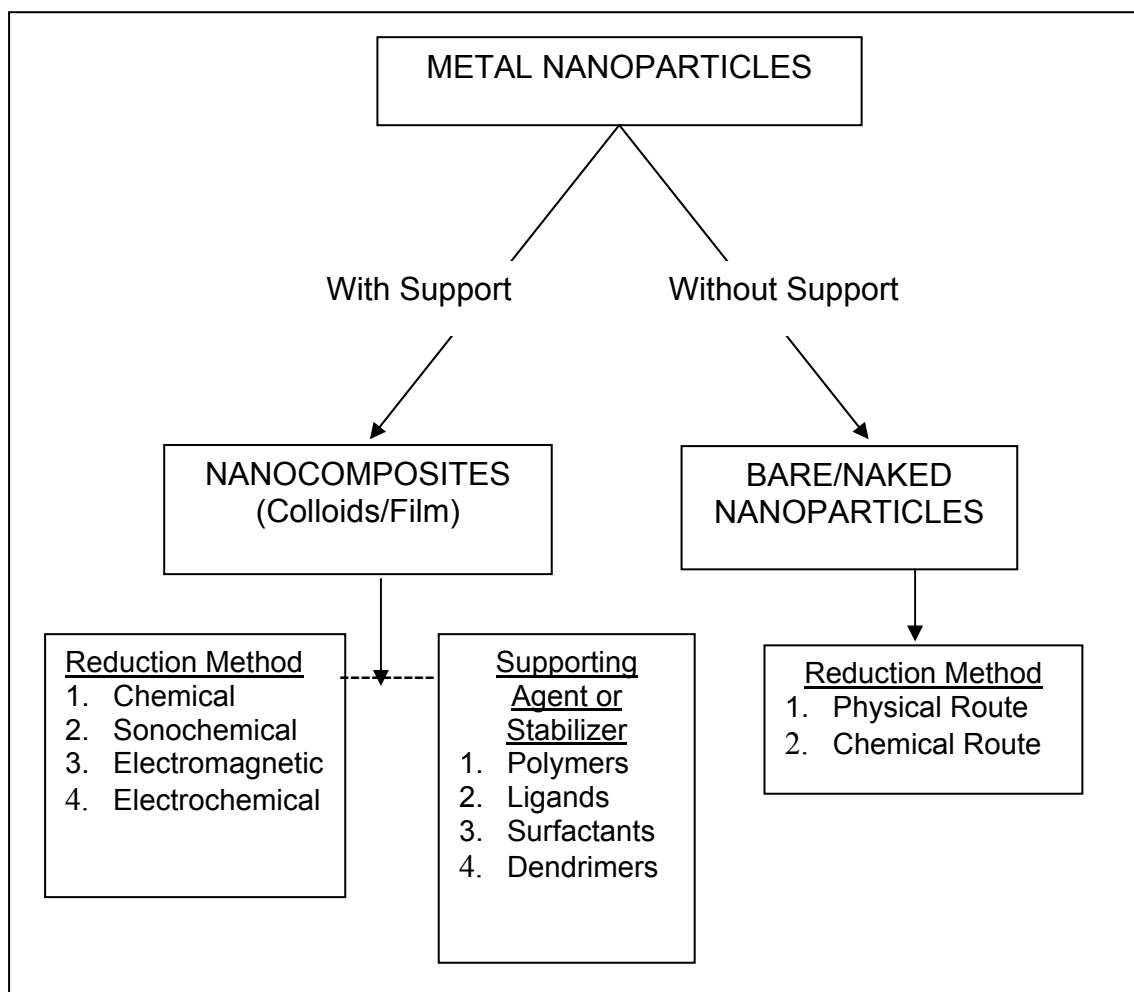 METAL NANOPARTICLES
With Support
Without Support
NANOCOMPOSITES
(Colloids/Film)
BARE/NAKED
NANOPARTICLES
Reduction Method
1. Chemical
2. Sonochemical
3. Electromagnetic
4. Electrochemical
Supporting
Agent or
Stabilizer
1. Polymers
2. Ligands
3. Surfactants
4. Dendrimers
Reduction Method
1. Physical Route
2. Chemical Route